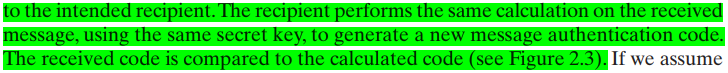 to the intended recipient. The recipient performs the same calculation on the received
message, using the same secret key, to generate a new message authentication code.
The received code is compared to the calculated code (see Figure 2.3). If we assume